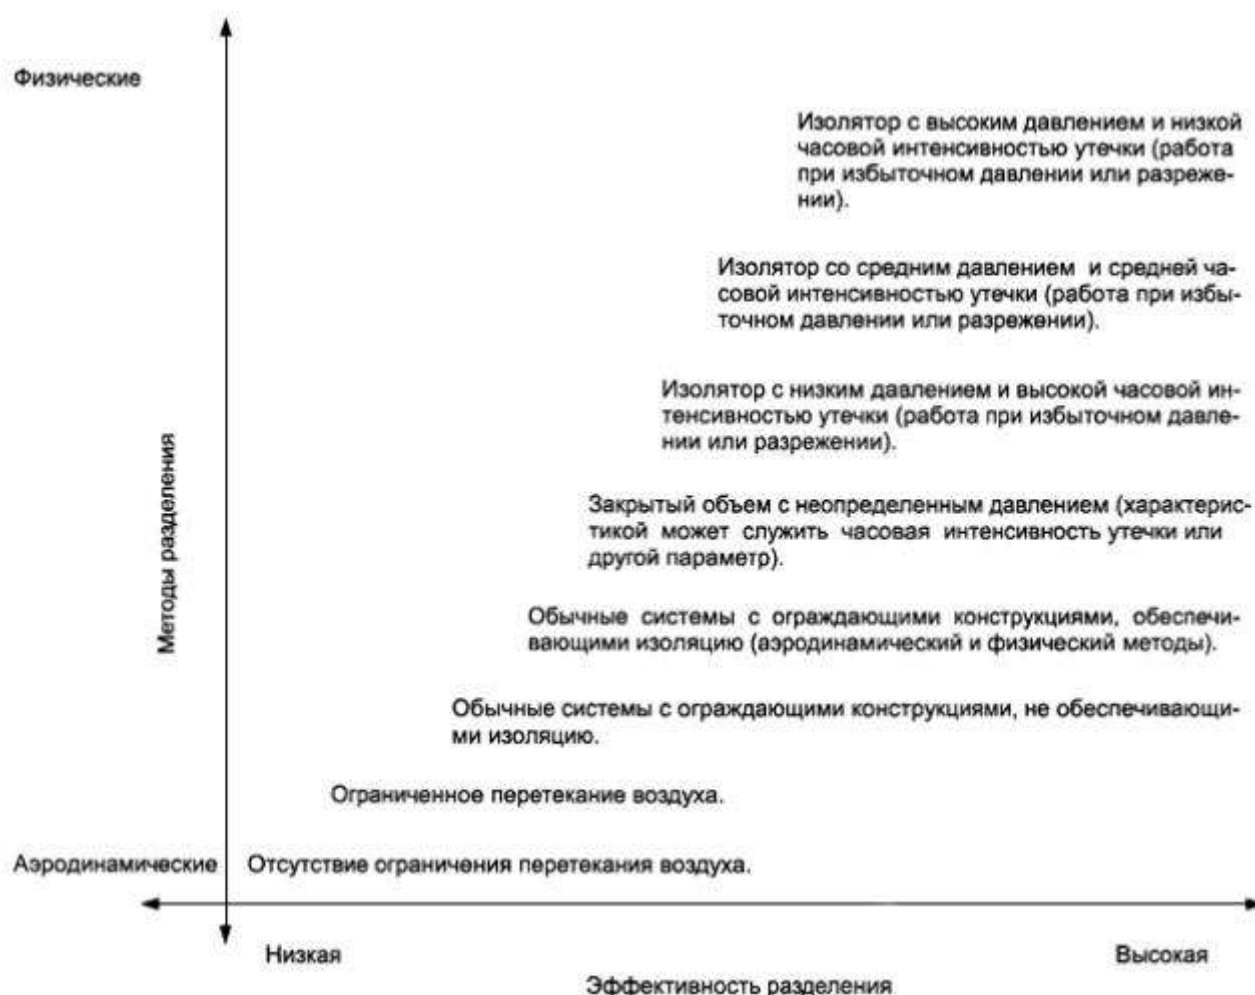 Физические
Изолятор с высоким давлением и низкой
часовой интенсивностью утечки (работа
при избыточном давлении или разреже-
нии).
Изолятор со средним давлением и средней ча-
совой интенсивностью утечки (работа при избы-
точном давлении или разрежении).
Изолятор с низким давлением и высокой часовой ин-
тенсивностью утечки (работа при избыточном давле-
нии или разрежении).
Методы разделения
Закрытый объем с неопределенным давлением (характерис-
тикой может служить часовая интенсивность утечки или
другой параметр).
Обычные системы с ограждающими конструкциями, обеспечи-
вающими изоляцию (аэродинамический и физический методы).
Обычные системы с ограждающими конструкциями, не обеспечивающи-
ми изоляцию.
Ограниченное перетекание воздуха.
Аэродинамические
Отсутствие ограничения перетекания воздуха.
Низкая
Высокая
Эффективность разделения